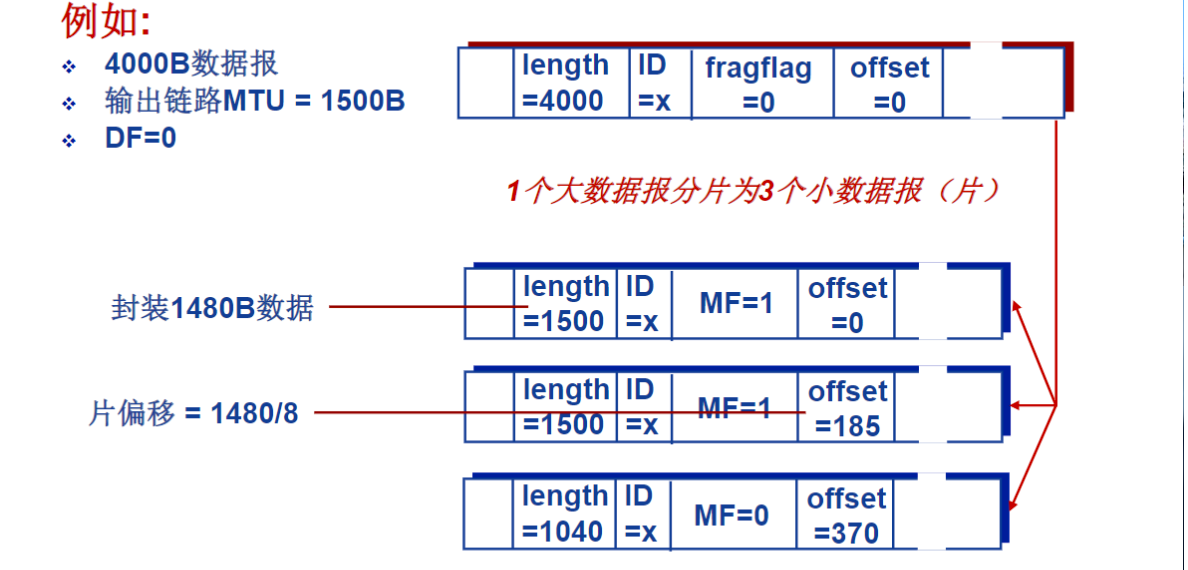 例如:
❖ 4000B数据报
❖ 输出链路MTU = 1500B
❖ DF=0
length ID fragflag offset
=4000 =x =0 =0
1个大数据报分片为3个小数据报（片）
封装1480B数据
length ID MF=1 offset
=1500 =x =0
片偏移 = 1480/8
length ID MF=1 offset
=1500 =x =185
length ID MF=0 offset
=1040 =x =370